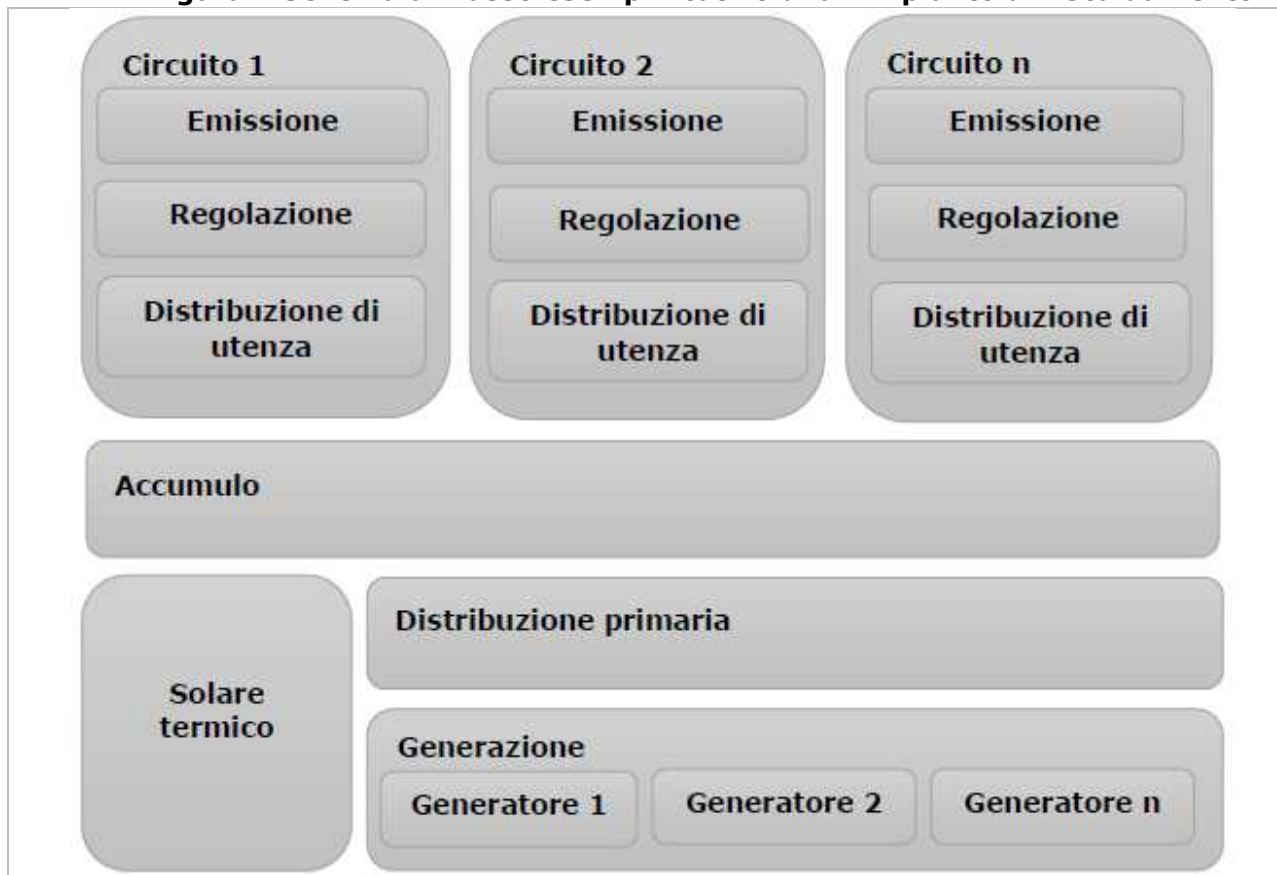 Circuito 1
Emissione
Regolazione
Distribuzione di
utenza
Circuito 2
Emissione
Regolazione
Distribuzione di
utenza
Circuito n
Emissione
Regolazione
Distribuzione di
utenza
Accumulo
Solare
termico
Distribuzione primaria
Generazione
Generatore 1
Generatore 2
Generatore n